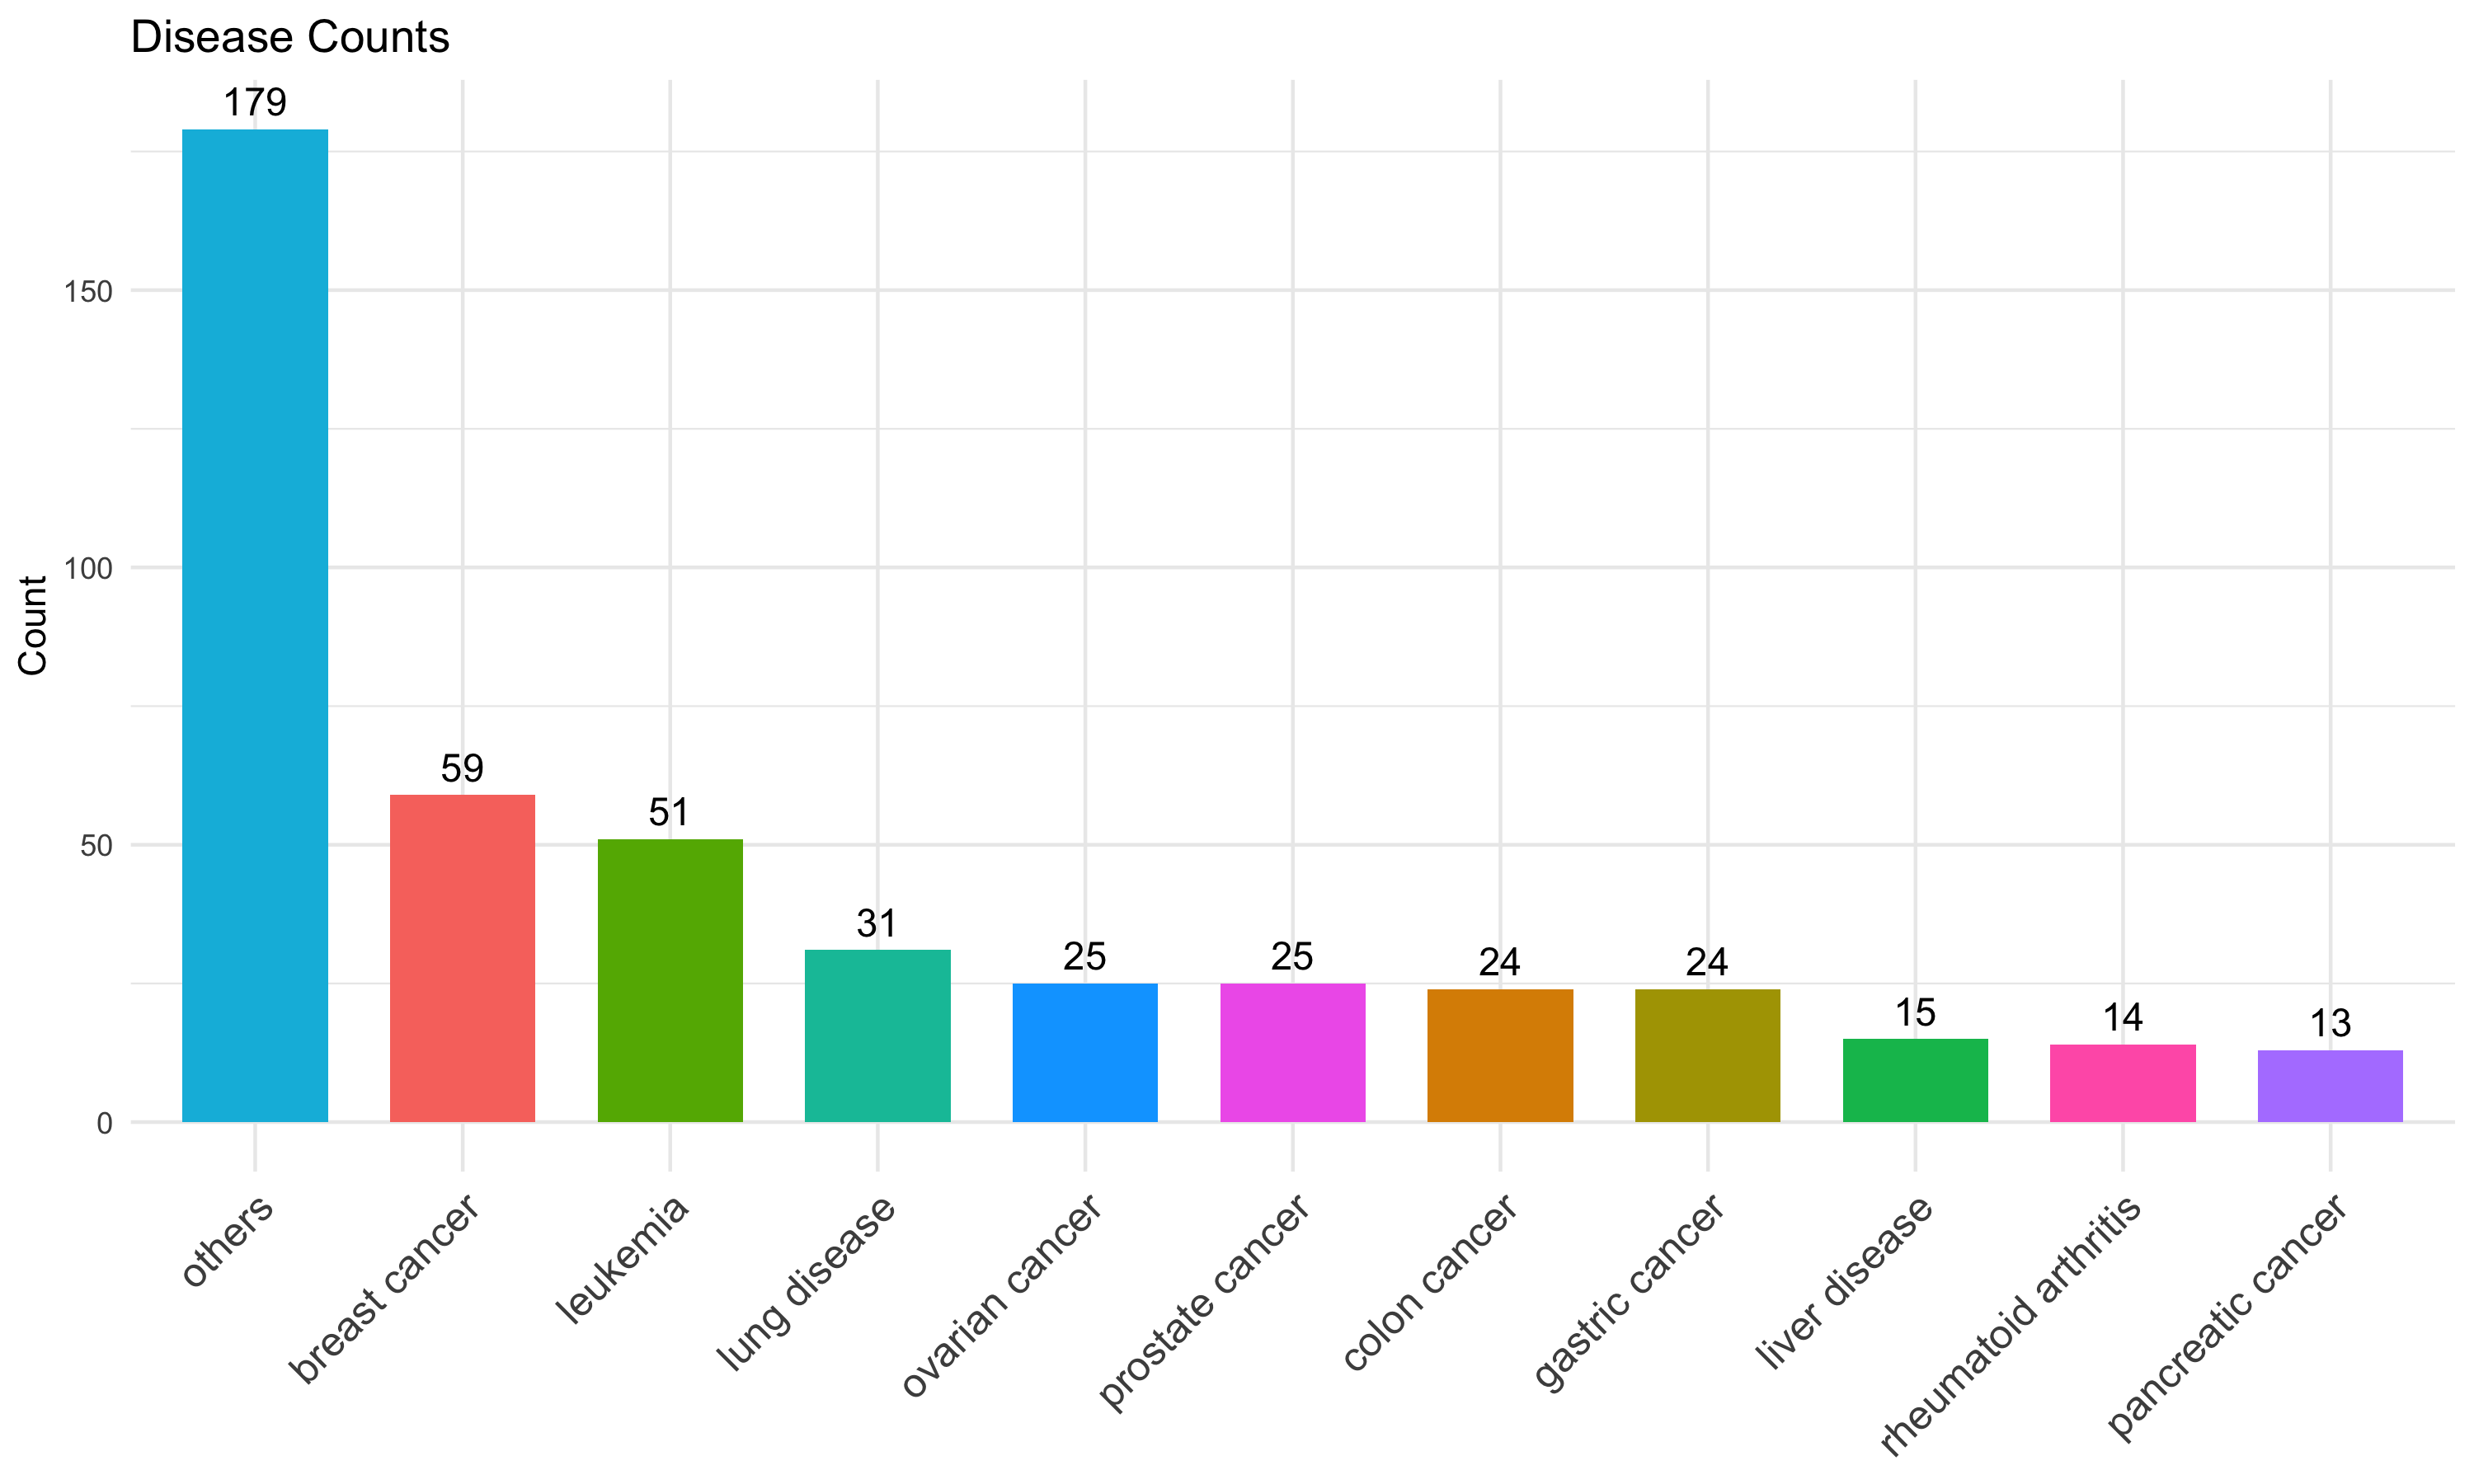 Disease Counts
Count
150
100
50
0
179
59
51
31
25
25
24
24
15
14
13
others
breast cancer
leukemia
lung disease
ovarian cancer
prostate cancer
colon cancer
gastric cancer
liver disease
rheumatoid arthritis
pancreatic cancer